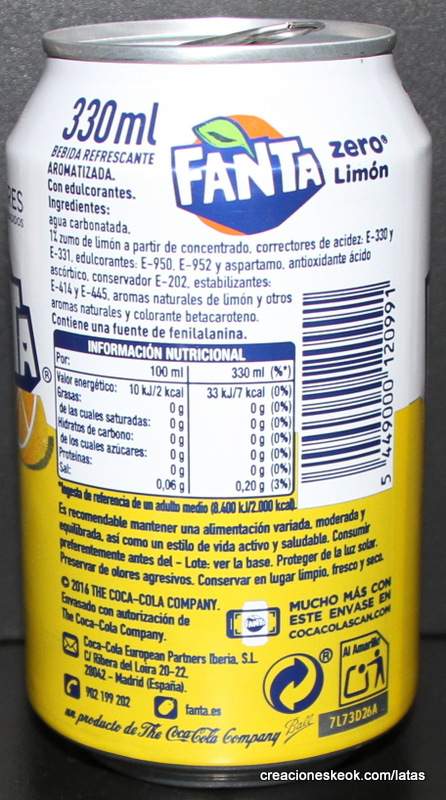 330ml
BEBIDA REFRESCANTE
AROMATIZADA.
Con edulcorantes.
Ingredientes:
agua carbonatada,
1% zumo de limón a partir de concentrado, correctores de acidez: E-330 y
E-331, edulcorantes: E-950, E-952 y aspartamo, antioxidante ácido
ascórbico, conservador E-202, estabilizantes:
E-414 y E-445, aromas naturales de limón y otros
aromas naturales y colorante betacaroteno.
Contiene una fuente de fenilalanina.
FANTA
zero®
Limón
INFORMACIÓN NUTRICIONAL
Por: 100 ml 330 ml (%*)
Valor energético: 10 kJ/2 kcal 33 kJ/7 kcal (0%)
Grasas: 0 g 0 g (0%)
de las cuales saturadas: 0 g 0 g (0%)
Hidratos de carbono: 0 g 0 g (0%)
de los cuales azúcares: 0 g 0 g (0%)
Proteínas: 0 g 0 g (0%)
Sal: 0,06 g 0,20 g (3%)
*Ingesta de referencia de un adulto medio (8.400 kJ/2.000 kcal).
5 449000 120991
Es recomendable mantener una alimentación variada, moderada y
equilibrada, así como un estilo de vida activo y saludable. Consumir
preferentemente antes del - Lote: ver la base. Proteger de la luz solar.
Preservar de olores agresivos. Conservar en lugar limpio, fresco y seco.
© 2016 THE COCA-COLA COMPANY.
Envasado con autorización de
The Coca-Cola Company.
FANTA
MUCHO MÁS CON
ESTE ENVASE EN
COCACOLASCAN.COM
Coca-Cola European Partners Iberia, S.L.
C/ Ribera del Loira 20-22.
28042 - Madrid (España).
902 199 202
fanta.es
®
Al Amarillo
un producto de The Coca-Cola Company
Ball
7L73D26A
creacioneskeok.com/latas